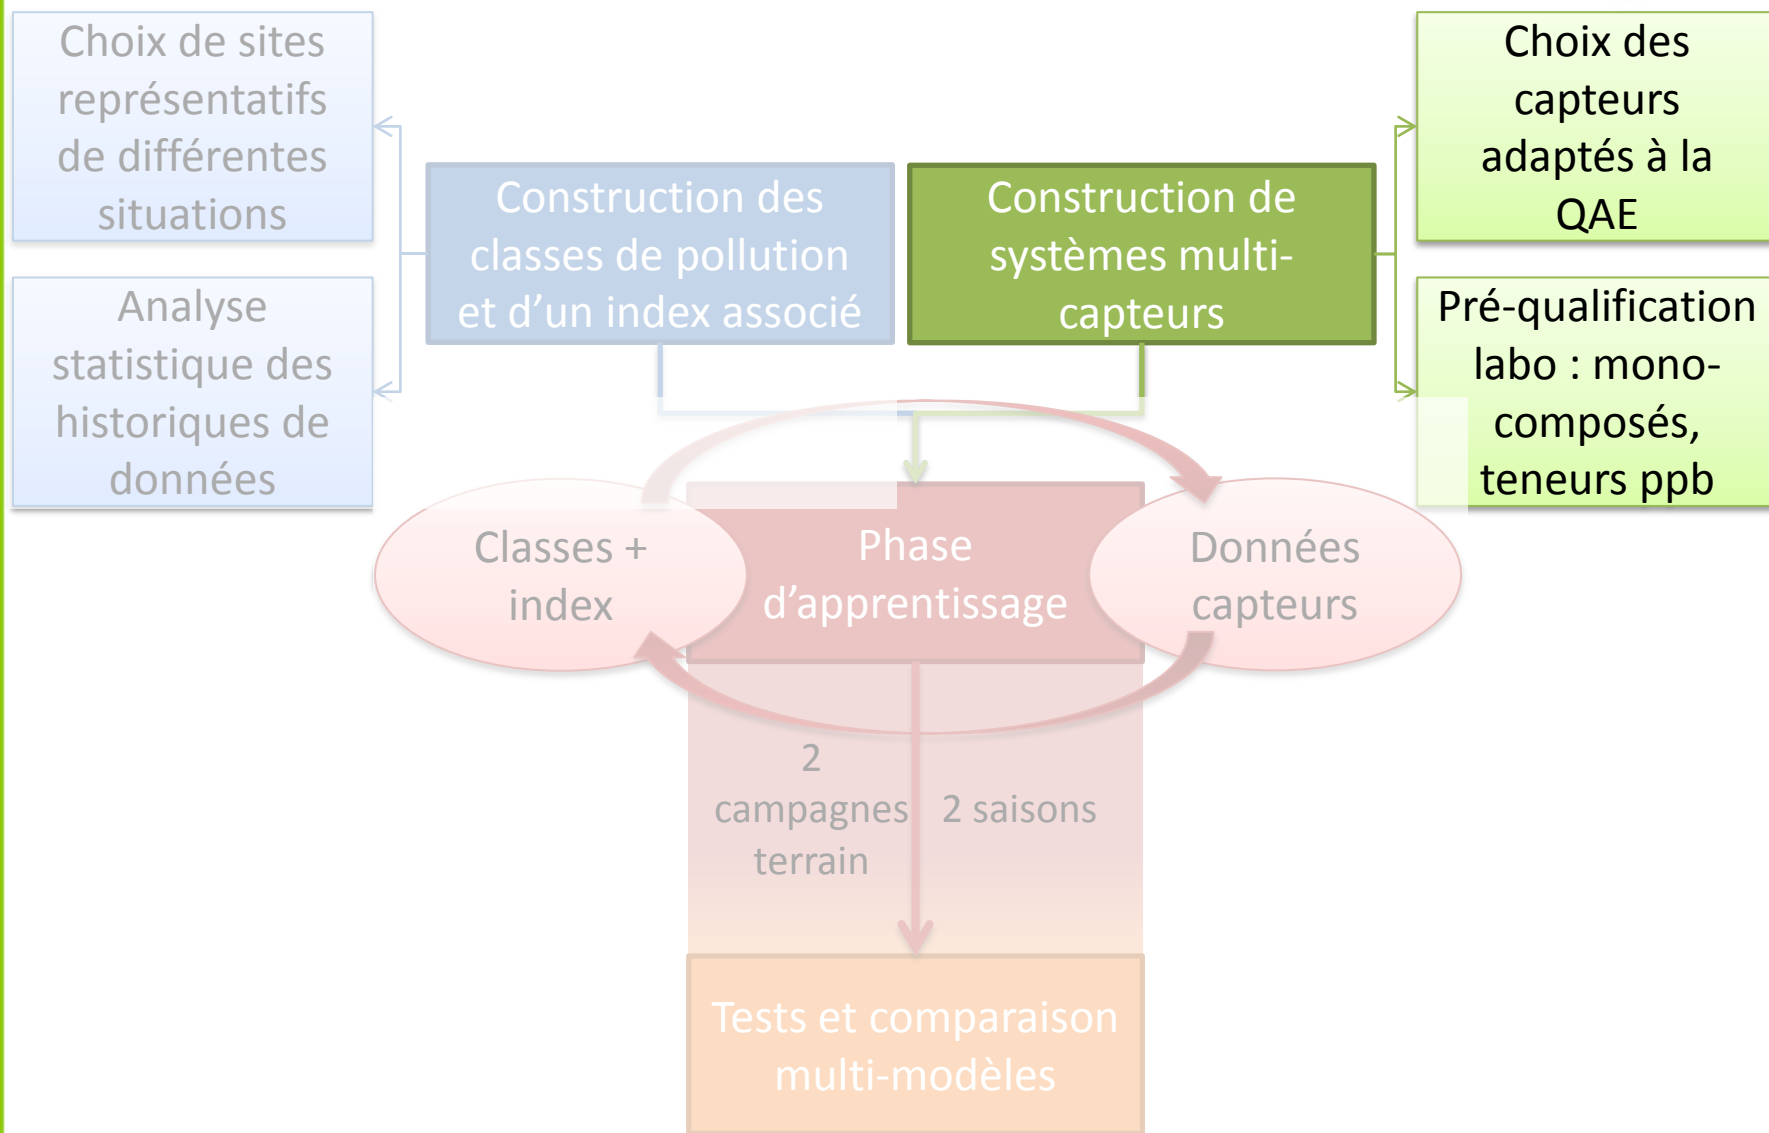 Choix de sites
représentatifs
de différentes
situations
Analyse
statistique des
historiques de
données
Construction des
classes de pollution
et d’un index associé
Construction de
systèmes multi-
capteurs
Choix des
capteurs
adaptés à la
QAE
Pré-qualification
labo : mono-
composés,
teneurs ppb
Classes +
index
Phase
d’apprentissage
Données
capteurs
2
campagnes
terrain
2 saisons
Tests et comparaison
multi-modèles